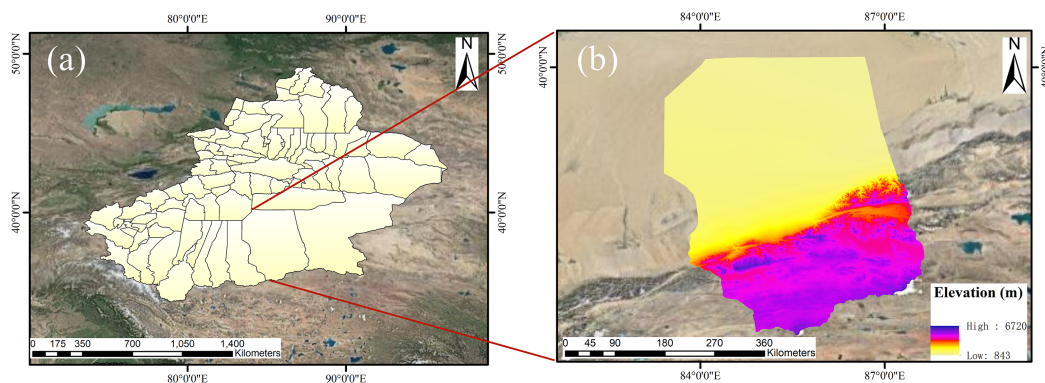 80°0'0"E 90°0'0"E
(a)
N
50°0'0"N
50°0'0"N
40°0'0"N
40°0'0"N
0 175 350 700 1,050 1,400
Kilometers
80°0'0"E 90°0'0"E
84°0'0"E 87°0'0"E
(b)
N
40°0'0"N
40°0'0"N
Elevation (m)
High : 6720
Low: 843
0 45 90 180 270 360
Kilometers
84°0'0"E 87°0'0"E